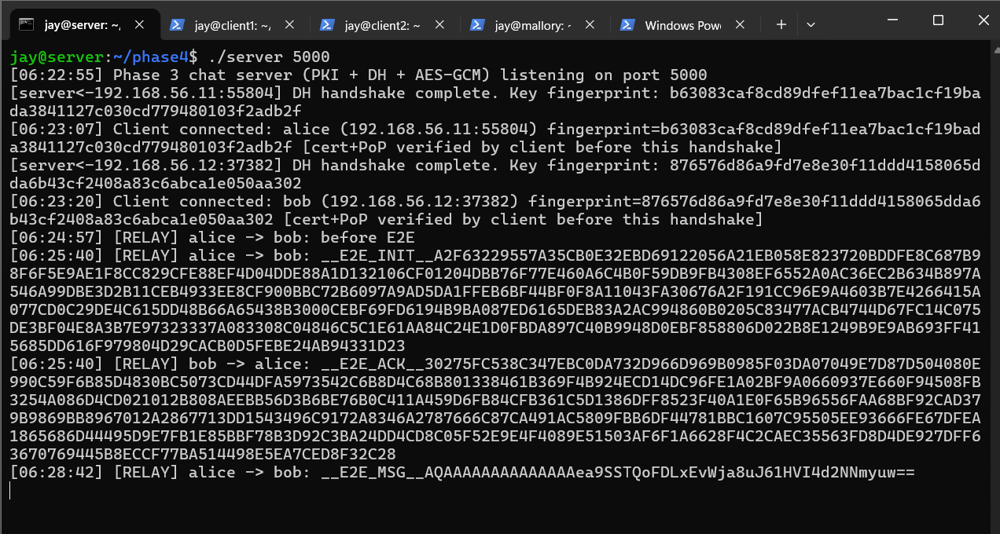 jay@server: ~/
jay@client1: ~/
jay@client2: ~
jay@mallory: ~
Windows Pow
jay@server:~/phase4$ ./server 5000
[06:22:55] Phase 3 chat server (PKI + DH + AES-GCM) listening on port 5000
[server<-192.168.56.11:55804] DH handshake complete. Key fingerprint: b63083caf8cd89dfef11ea7bac1cf19ba
da3841127c030cd779480103f2adb2f
[06:23:07] Client connected: alice (192.168.56.11:55804) fingerprint=b63083caf8cd89dfef11ea7bac1cf19bad
a3841127c030cd779480103f2adb2f [cert+PoP verified by client before this handshake]
[server<-192.168.56.12:37382] DH handshake complete. Key fingerprint: 876576d86a9fd7e8e30f11ddd4158065d
da6b43cf2408a83c6abca1e050aa302
[06:23:20] Client connected: bob (192.168.56.12:37382) fingerprint=876576d86a9fd7e8e30f11ddd4158065dda6
b43cf2408a83c6abca1e050aa302 [cert+PoP verified by client before this handshake]
[06:24:57] [RELAY] alice -> bob: before E2E
[06:25:40] [RELAY] alice -> bob: __E2E_INIT__A2F63229557A35CB0E32EBD69122056A21EB058E823720BDDFE8C687B9
8F6F5E9AE1F8CC829CFE88EF4D04DDE88A1D132106CF01204DBB76F77E460A6C4B0F59DB9FB4308EF6552A0AC36EC2B634B897A
546A99DBE3D2B11CEB4933EE8CF900BBC72B6097A9AD5DA1FFEB6BF44BF0F8A11043FA30676A2F191CC96E9A4603B7E4266415A
077CD0C29DE4C615DD48B66A65438B3000CEBF69FD6194B9BA087ED6165DEB83A2AC994860B0205C83477ACB4744D67FC14C075
DE3BF04E8A3B7E97323337A083308C04846C5C1E61AA84C24E1D0FBDA897C40B9948D0EBF858806D022B8E1249B9E9AB693FF41
5685DD616F979804D29CACB0D5FEBE24AB94331D23
[06:25:40] [RELAY] bob -> alice: __E2E_ACK__30275FC538C347EBC0DA732D966D969B0985F03DA07049E7D87D504080E
990C59F6B85D4830BC5073CD44DFA5973542C6B8D4C68B801338461B369F4B924ECD14DC96FE1A02BF9A0660937E660F94508FB
3254A086D4CD021012B808AEEBB56D3B6BE76B0C411A459D6FB84CFB361C5D1386DFF8523F40A1E0F65B96556FAA68BF92CAD37
9B9869BB8967012A2867713DD1543496C9172A8346A2787666C87CA491AC5809FBB6DF44781BBC1607C95505EE93666FE67DFEA
1865686D44495D9E7FB1E85BBF78B3D92C3BA24DD4CD8C05F52E9E4F4089E51503AF6F1A6628F4C2CAEC35563FD8D4DE927DFF6
36670769445B8ECCF77BA514498E5EA7CED8F32C28
[06:28:42] [RELAY] alice -> bob: __E2E_MSG__AQAAAAAAAAAAAAAAea9SSTQoFDLxEvWja8uJ61HVI4d2NNmyuw==